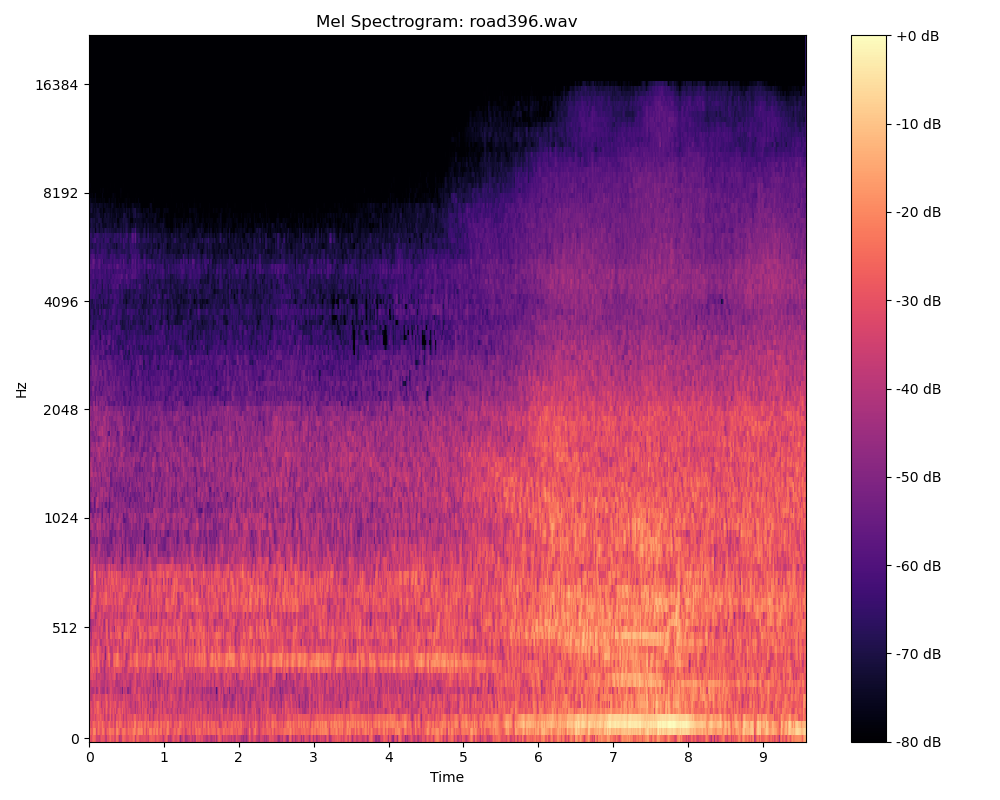 Mel Spectrogram: road396.wav
+0 dB
16384
-10 dB
8192
-20 dB
4096
-30 dB
Hz
-40 dB
2048
-50 dB
1024
-60 dB
512
-70 dB
0
-80 dB
0 1 2 3 4 5 6 7 8 9
Time